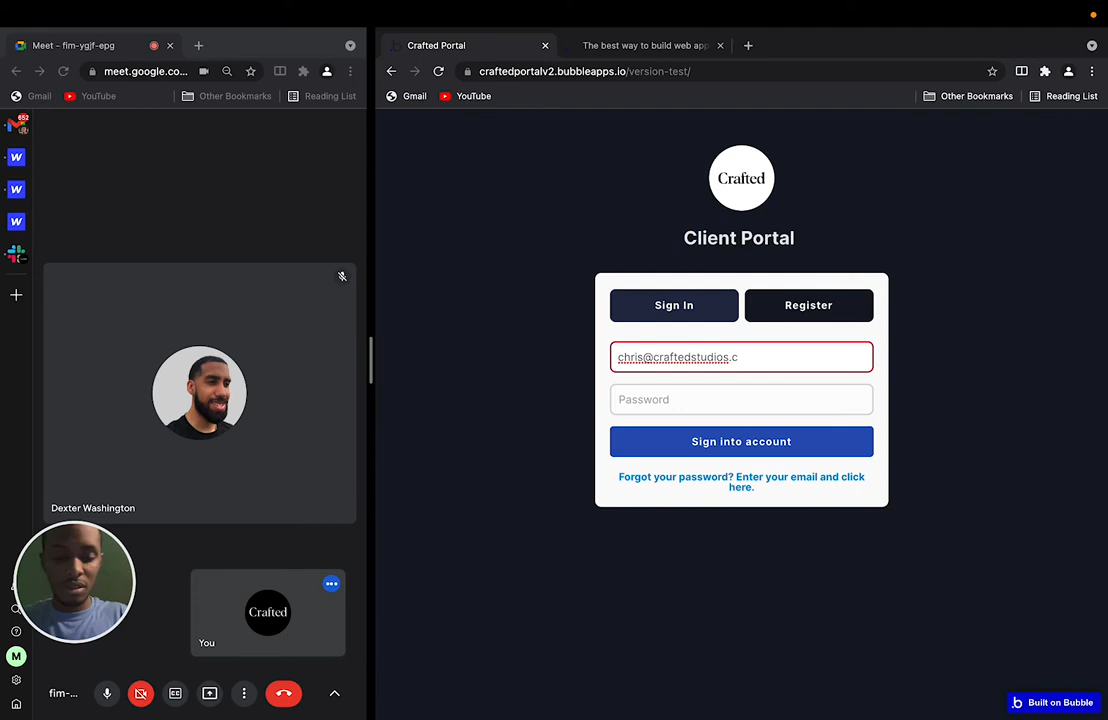 Meet - fim-ygjf-epg
meet.google.co...
Gmail
YouTube
Other Bookmarks
Reading List
652
W
W
W
M
Dexter Washington
Crafted
You
fim-...
Crafted Portal
The best way to build web app
craftedportalv2.bubbleapps.io/version-test/
Gmail
YouTube
Other Bookmarks
Reading List
Crafted
Client Portal
Sign In
Register
chris@craftedstudios.c
Password
Sign into account
Forgot your password? Enter your email and click
here.
Built on Bubble